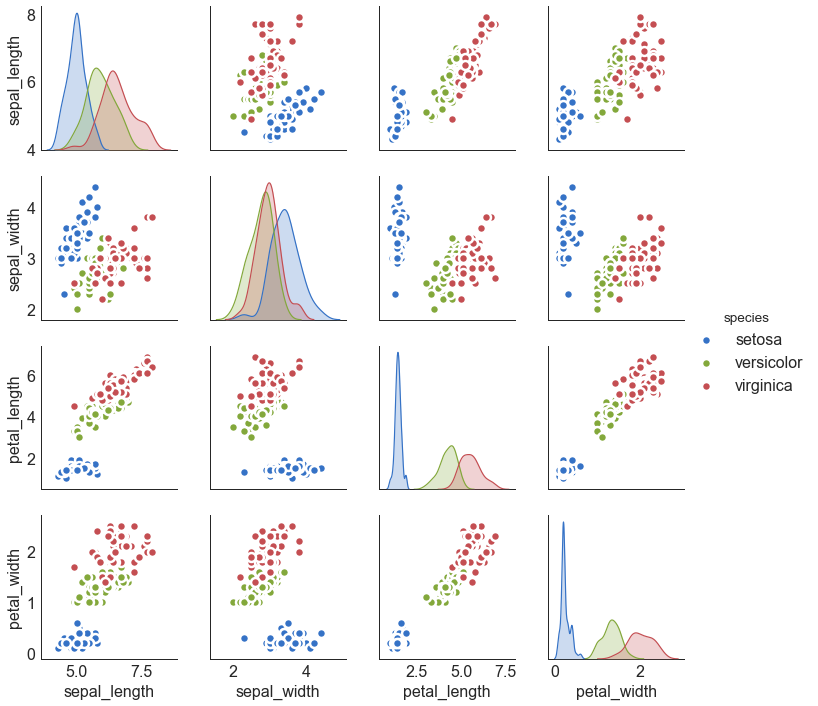 8
6
4
sepal_length
4
3
2
sepal_width
6
4
2
petal_length
2
1
0
petal_width
5.0 7.5
sepal_length
2 4
sepal_width
2.5 5.0 7.5
petal_length
0 2
petal_width
species
setosa
versicolor
virginica